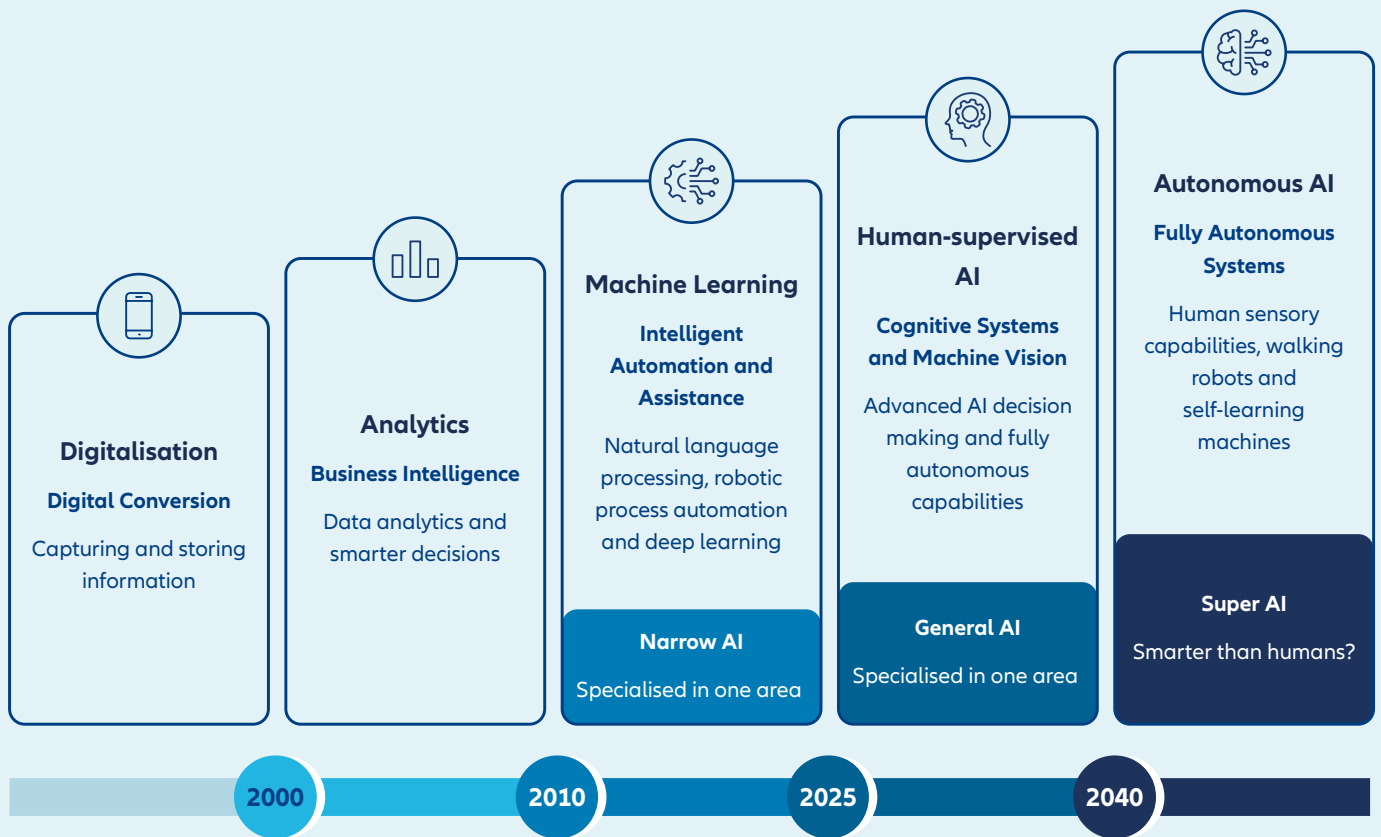 Digitalisation
Digital Conversion
Capturing and storing
information
Analytics
Business Intelligence
Data analytics and
smarter decisions
Machine Learning
Intelligent
Automation and
Assistance
Natural language
processing, robotic
process automation
and deep learning
Narrow AI
Specialised in one area
Human-supervised
AI
Cognitive Systems
and Machine Vision
Advanced AI decision
making and fully
autonomous
capabilities
General AI
Specialised in one area
Autonomous AI
Fully Autonomous
Systems
Human sensory
capabilities, walking
robots and
self-learning
machines
Super AI
Smarter than humans?
2000
2010
2025
2040